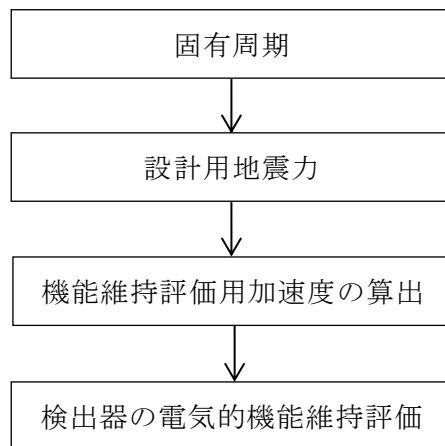 固有周期
設計用地震力
機能維持評価用加速度の算出
検出器の電気的機能維持評価